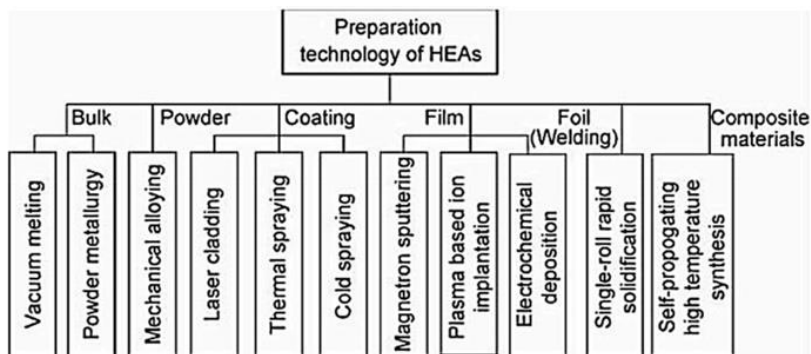 Preparation
technology of HEAs
Bulk
Powder
Coating
Film
Foil
(Welding)
Composite
materials
Vacuum melting
Powder metallurgy
Mechanical alloying
Laser cladding
Thermal spraying
Cold spraying
Magnetron sputtering
Plasma based ion
implantation
Electrochemical
deposition
Single-roll rapid
solidification
Self-propogating
high temperature
synthesis